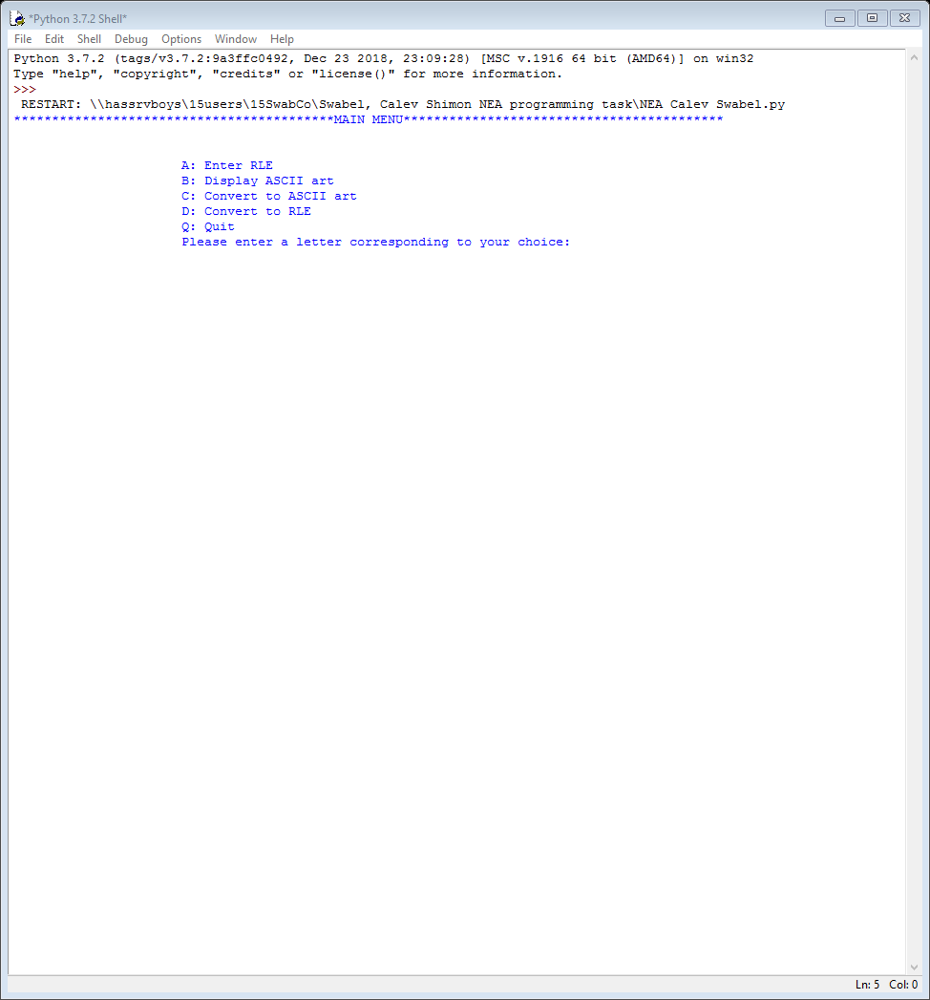 *Python 3.7.2 Shell*
File Edit Shell Debug Options Window Help
Python 3.7.2 (tags/v3.7.2:9a3ffc0492, Dec 23 2018, 23:09:28) [MSC v.1916 64 bit (AMD64)] on win32
Type "help", "copyright", "credits" or "license()" for more information.
>>>
RESTART: \\hassrvboys\15users\15SwabCo\Swabel, Calev Shimon NEA programming task\NEA Calev Swabel.py
******************************************MAIN MENU******************************************
A: Enter RLE
B: Display ASCII art
C: Convert to ASCII art
D: Convert to RLE
Q: Quit
Please enter a letter corresponding to your choice:
Ln: 5 Col: 0